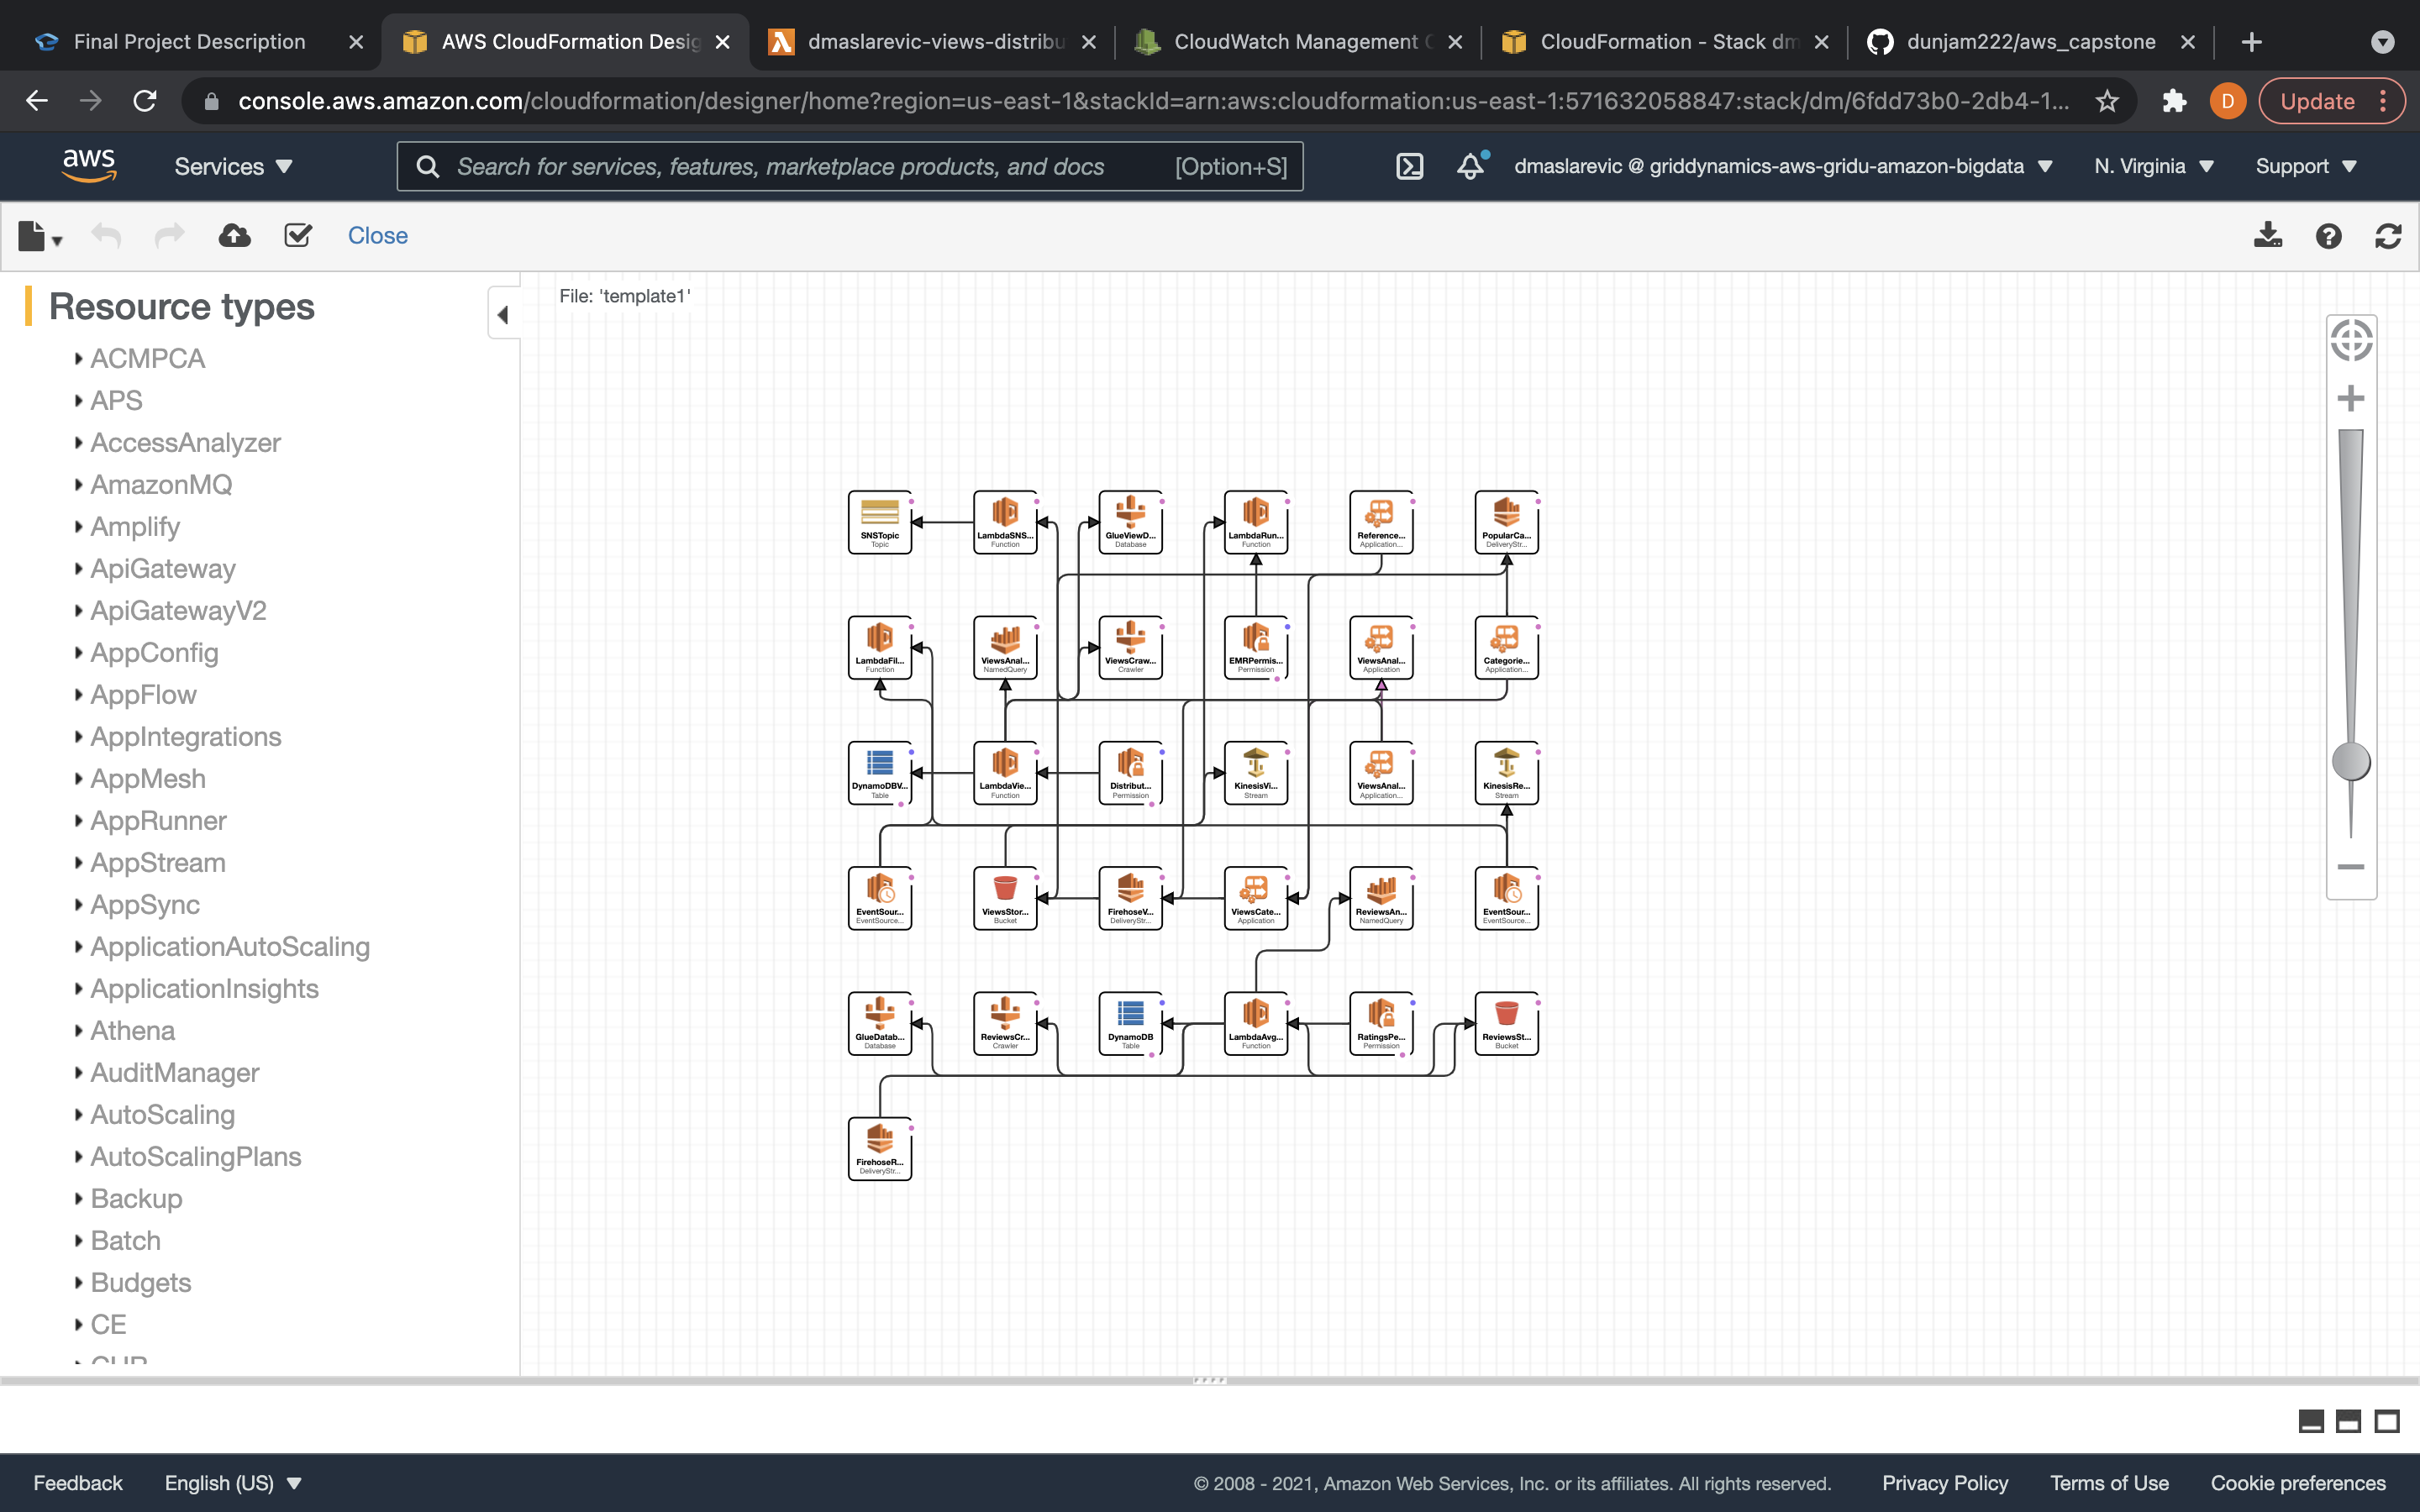 Final Project Description
AWS CloudFormation Desig
dmaslarevic-views-distribu
CloudWatch Management C
CloudFormation - Stack dm
dunjam222/aws_capstone
console.aws.amazon.com/cloudformation/designer/home?region=us-east-1&stackId=arn:aws:cloudformation:us-east-1:571632058847:stack/dm/6fdd73b0-2db4-1...
D
Update
aws
Services
Search for services, features, marketplace products, and docs
[Option+S]
dmaslarevic @ griddynamics-aws-gridu-amazon-bigdata
N. Virginia
Support
Close
Resource types
ACMPCA
APS
AccessAnalyzer
AmazonMQ
Amplify
ApiGateway
ApiGatewayV2
AppConfig
AppFlow
AppIntegrations
AppMesh
AppRunner
AppStream
AppSync
ApplicationAutoScaling
ApplicationInsights
Athena
AuditManager
AutoScaling
AutoScalingPlans
Backup
Batch
Budgets
CE
File: 'template1'
SNSTopic
Topic
LambdaSNS...
Function
GlueViewD...
Database
LambdaRun...
Function
Reference...
Application...
PopularCa...
DeliveryStr...
LambdaFil...
Function
ViewsAnal...
NamedQuery
ViewsCraw...
Crawler
EMRPermis...
Permission
ViewsAnal...
Application
Categorie...
Application...
DynamoDBV...
Table
LambdaVie...
Function
Distribut...
Permission
KinesisVi...
Stream
ViewsAnal...
Application...
KinesisRe...
Stream
EventSour...
EventSource...
ViewsStor...
Bucket
FirehoseV...
DeliveryStr...
ViewsCate...
Application
ReviewsAn...
NamedQuery
EventSour...
EventSource...
GlueDatab...
Database
ReviewsCr...
Crawler
DynamoDB
Table
LambdaAvg...
Function
RatingsPe...
Permission
ReviewsSt...
Bucket
FirehoseR...
DeliveryStr...
Feedback
English (US)
© 2008 - 2021, Amazon Web Services, Inc. or its affiliates. All rights reserved.
Privacy Policy
Terms of Use
Cookie preferences